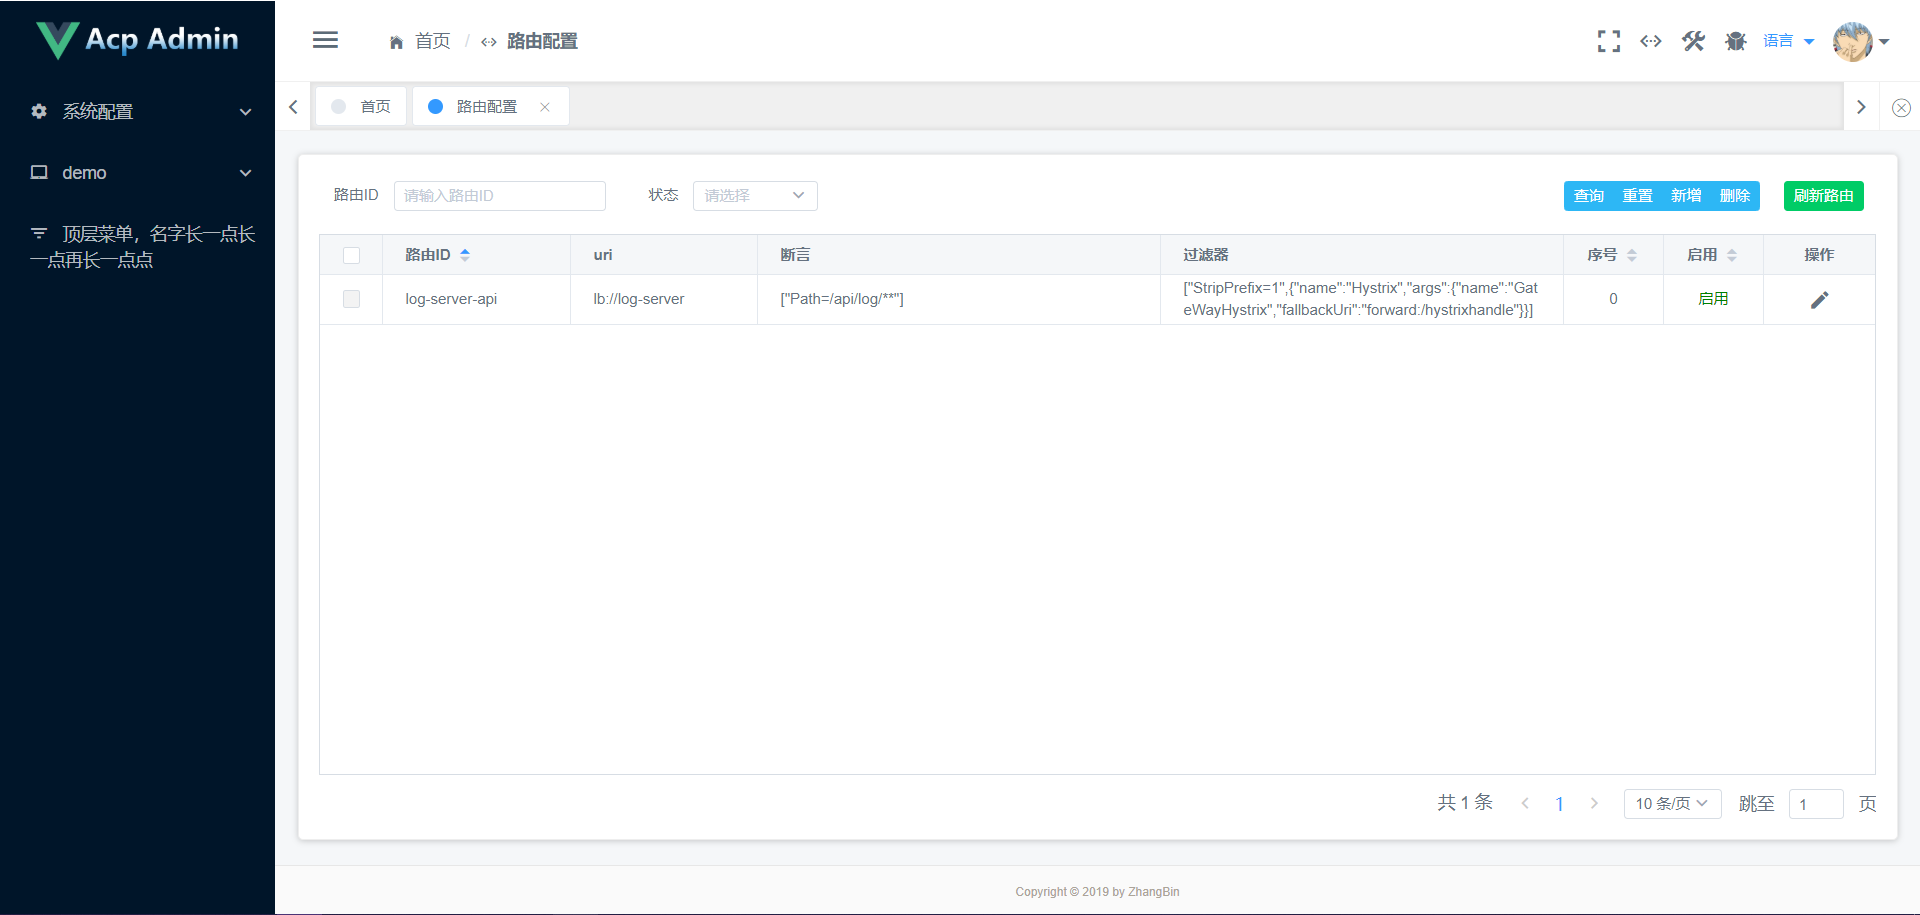 Acp Admin
首页 / 路由配置
语言
系统配置
demo
顶层菜单，名字长一点长
一点再长一点点
首页
路由配置
路由ID 请输入路由ID 状态 请选择 查询 重置 新增 删除 刷新路由
路由ID uri 断言 过滤器 序号 启用 操作
log-server-api lb://log-server ["Path=/api/log/**"] ["StripPrefix=1",{"name":"Hystrix","args":{"name":"Gat
eWayHystrix","fallbackUri":"forward:/hystrixhandle"}}] 0 启用
共 1 条 1 10 条/页 跳至 1 页
Copyright © 2019 by ZhangBin